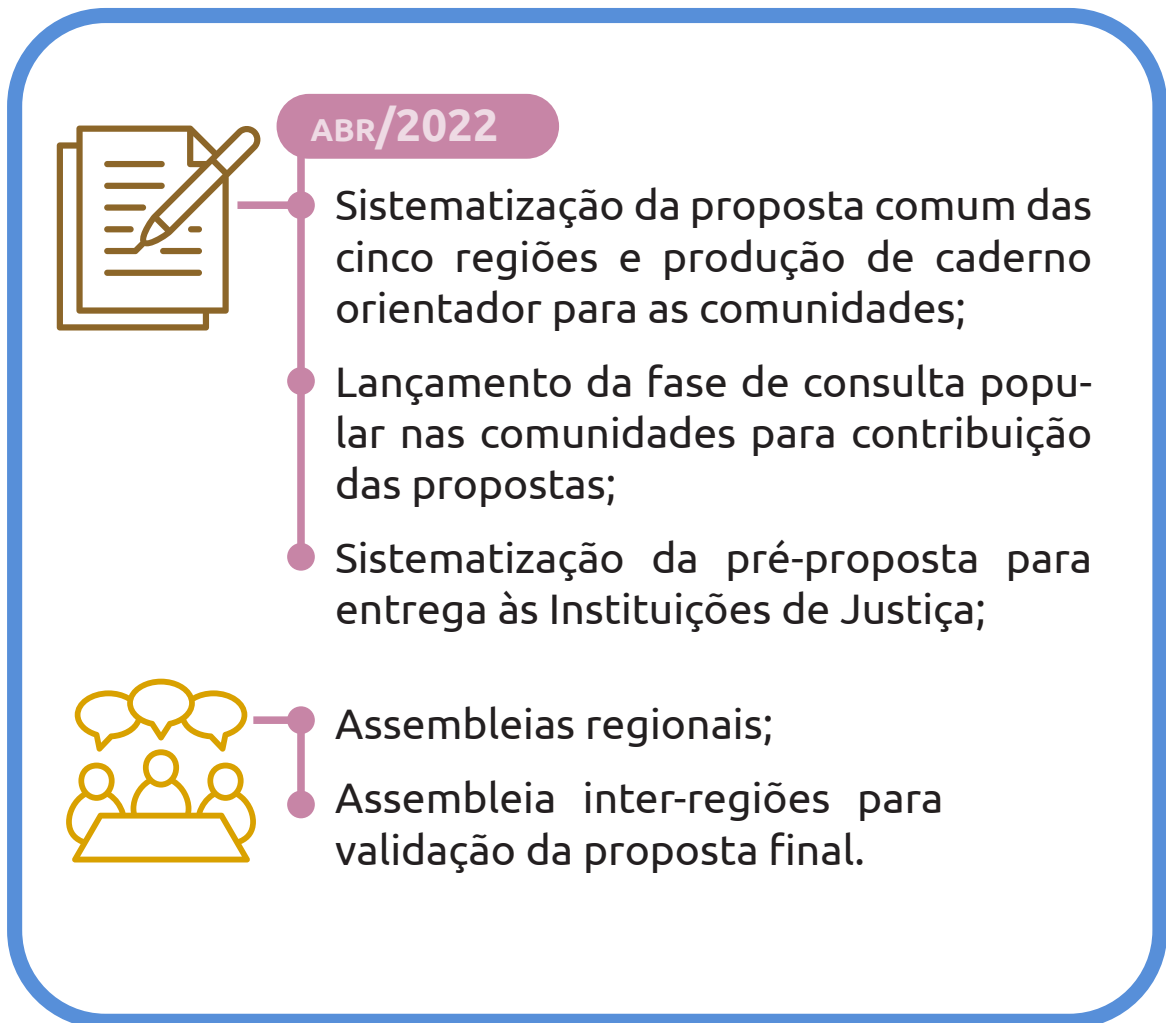 ABR/2022
Sistematização da proposta comum das
cinco regiões e produção de caderno
orientador para as comunidades;
Lançamento da fase de consulta popu-
lar nas comunidades para contribuição
das propostas;
Sistematização da pré-proposta para
entrega às Instituições de Justiça;
Assembleias regionais;
Assembleia inter-regiões para
validação da proposta final.